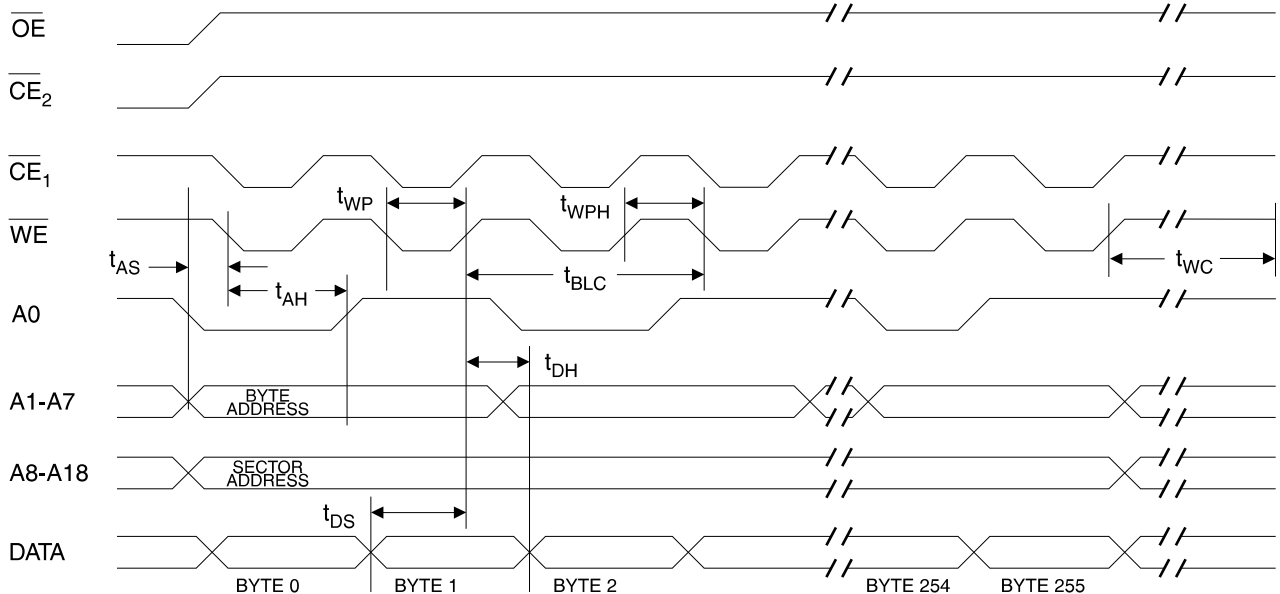 OE
CE2
CE1
tWP
tWPH
WE
tAS
tWC
tBLC
tAH
A0
tDH
A1-A7
BYTE
ADDRESS
A8-A18
SECTOR
ADDRESS
tDS
DATA
BYTE 0
BYTE 1
BYTE 2
BYTE 254
BYTE 255